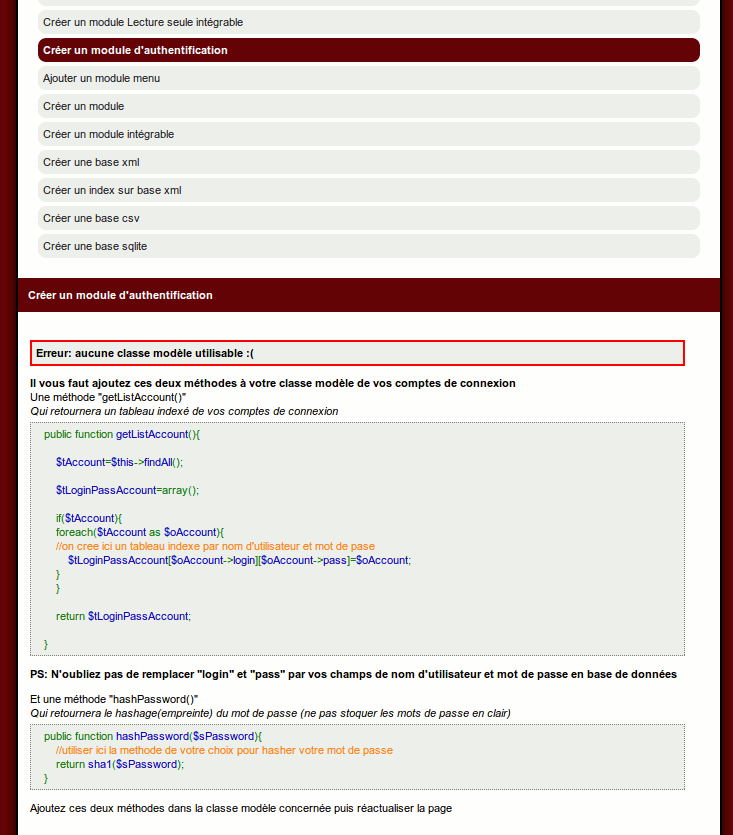 Créer un module Lecture seule intégrable
Créer un module d'authentification
Ajouter un module menu
Créer un module
Créer un module intégrable
Créer une base xml
Créer un index sur base xml
Créer une base csv
Créer une base sqlite
Créer un module d'authentification
Erreur: aucune classe modèle utilisable :(
Il vous faut ajoutez ces deux méthodes à votre classe modèle de vos comptes de connexion
Une méthode "getListAccount()"
Qui retournera un tableau indexé de vos comptes de connexion
public function getListAccount(){
$tAccount=$this->findAll();
$tLoginPassAccount=array();
if($tAccount){
foreach($tAccount as $oAccount){
//on cree ici un tableau indexe par nom d'utilisateur et mot de pase
$tLoginPassAccount[$oAccount->login][$oAccount->pass]=$oAccount;
}
}
return $tLoginPassAccount;
}
PS: N'oubliez pas de remplacer "login" et "pass" par vos champs de nom d'utilisateur et mot de passe en base de données
Et une méthode "hashPassword()"
Qui retournera le hashage(empreinte) du mot de passe (ne pas stoquer les mots de passe en clair)
public function hashPassword($sPassword){
//utiliser ici la methode de votre choix pour hasher votre mot de passe
return sha1($sPassword);
}
Ajoutez ces deux méthodes dans la classe modèle concernée puis réactualiser la page